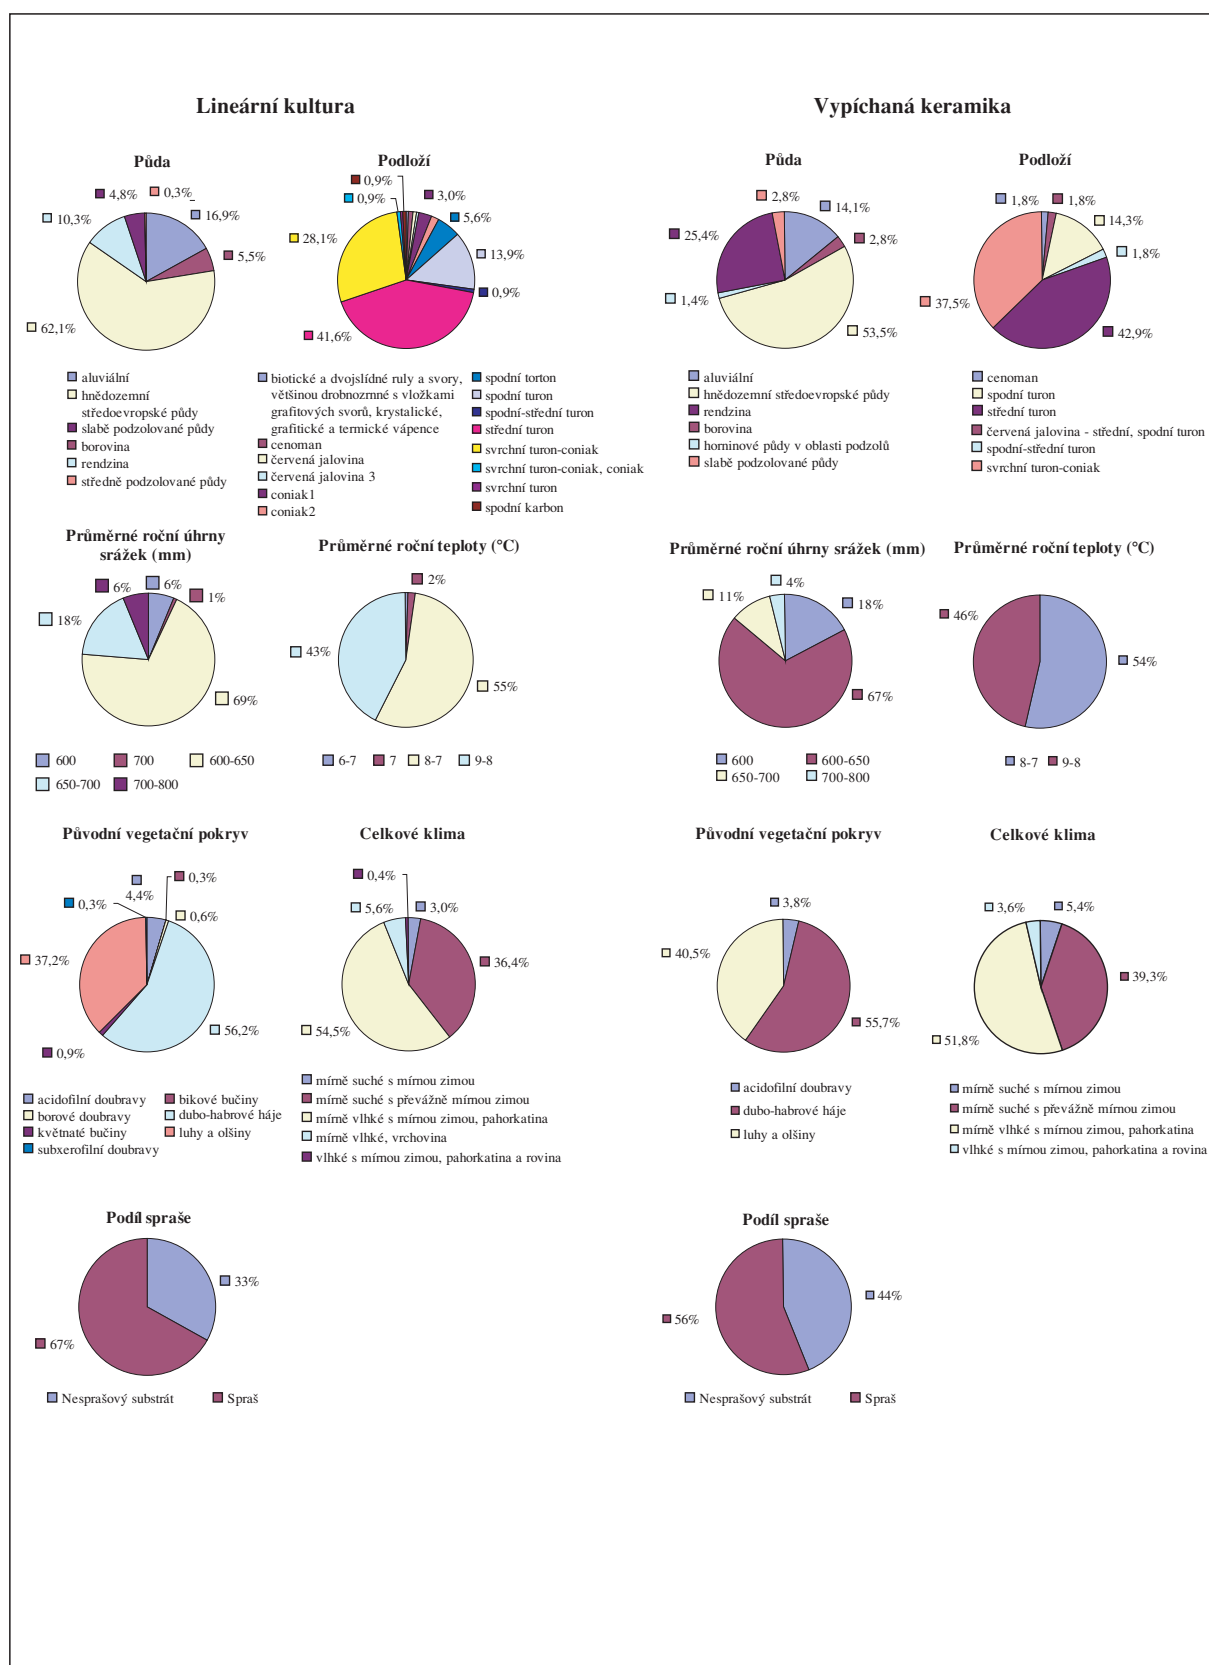 Lineární kultura
Vypíchaná keramika
Půda
4,8%
0,3%
10,3%
16,9%
5,5%
62,1%
aluviální
hnědozemní
středoevropské půdy
slabě podzolované půdy
borovina
rendzina
středně podzolované půdy
Podloží
0,9%
0,9%
3,0%
5,6%
28,1%
13,9%
0,9%
41,6%
biotické a dvojslídné ruly a svory,
většinou drobnozrnné s vložkami
grafitových svorů, krystalické,
grafitické a termické vápence
cenoman
červená jalovina
červená jalovina 3
coniak1
coniak2
spodní torton
spodní turon
spodní-střední turon
střední turon
svrchní turon-coniak
svrchní turon-coniak, coniak
svrchní turon
spodní karbon
Půda
2,8%
14,1%
25,4%
2,8%
1,4%
53,5%
aluviální
hnědozemní středoevropské půdy
rendzina
borovina
horninové půdy v oblasti podzolů
slabě podzolované půdy
Podloží
1,8%
1,8%
14,3%
1,8%
37,5%
42,9%
cenoman
spodní turon
střední turon
červená jalovina - střední, spodní turon
spodní-střední turon
svrchní turon-coniak
Průměrné roční úhrny
srážek (mm)
6%
6%
1%
18%
69%
600
700
600-650
650-700
700-800
Průměrné roční teploty (°C)
2%
43%
55%
6-7
7
8-7
9-8
Průměrné roční úhrny srážek (mm)
4%
11%
18%
67%
600
600-650
650-700
700-800
Průměrné roční teploty (°C)
46%
54%
8-7
9-8
Původní vegetační pokryv
0,3%
4,4%
0,3%
0,6%
37,2%
56,2%
0,9%
acidofilní doubravy
bikové bučiny
borové doubravy
dubo-habrové háje
květnaté bučiny
luhy a olšiny
subxerofilní doubravy
Celkové klima
0,4%
5,6%
3,0%
36,4%
54,5%
mírně suché s mírnou zimou
mírně suché s převážně mírnou zimou
mírně vlhké s mírnou zimou, pahorkatina
mírně vlhké, vrchovina
vlhké s mírnou zimou, pahorkatina a rovina
Původní vegetační pokryv
3,8%
40,5%
55,7%
acidofilní doubravy
dubo-habrové háje
luhy a olšiny
Celkové klima
3,6%
5,4%
39,3%
51,8%
mírně suché s mírnou zimou
mírně suché s převážně mírnou zimou
mírně vlhké s mírnou zimou, pahorkatina
vlhké s mírnou zimou, pahorkatina a rovina
Podíl spraše
33%
67%
Nesprašový substrát
Spraš
Podíl spraše
44%
56%
Nesprašový substrát
Spraš